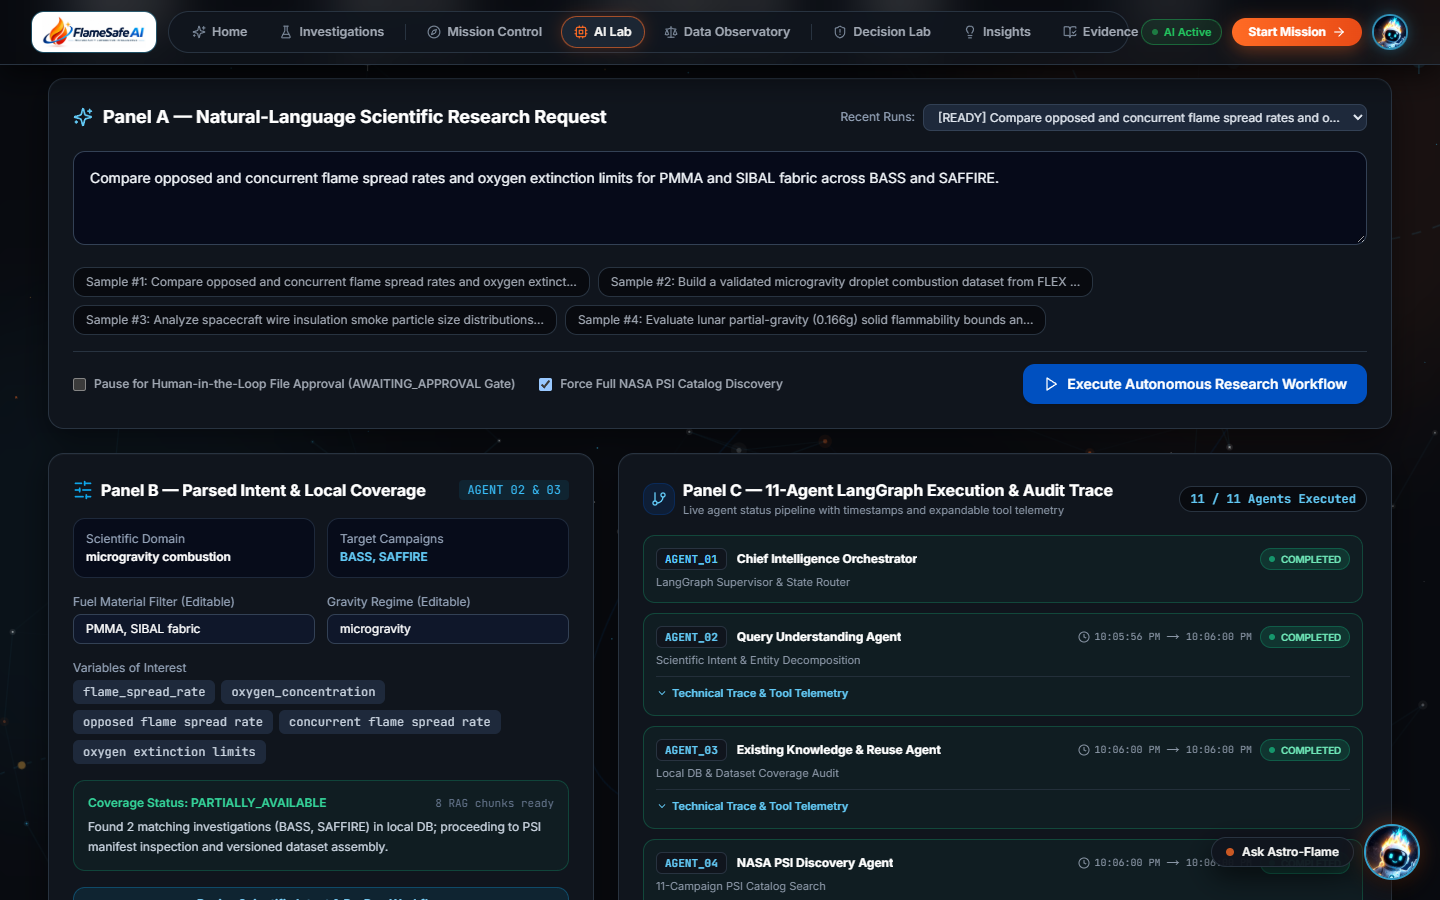 FlameSafe AI
Home
Investigations
Mission Control
AI Lab
Data Observatory
Decision Lab
Insights
Evidence
AI Active
Start Mission →
Panel A — Natural-Language Scientific Research Request
Recent Runs:
[READY] Compare opposed and concurrent flame spread rates and o...
Compare opposed and concurrent flame spread rates and oxygen extinction limits for PMMA and SIBAL fabric across BASS and SAFFIRE.
Sample #1: Compare opposed and concurrent flame spread rates and oxygen extinct...
Sample #2: Build a validated microgravity droplet combustion dataset from FLEX ...
Sample #3: Analyze spacecraft wire insulation smoke particle size distributions...
Sample #4: Evaluate lunar partial-gravity (0.166g) solid flammability bounds an...
Pause for Human-in-the-Loop File Approval (AWAITING_APPROVAL Gate)
Force Full NASA PSI Catalog Discovery
Execute Autonomous Research Workflow
Panel B — Parsed Intent & Local Coverage
AGENT 02 & 03
Scientific Domain
microgravity combustion
Target Campaigns
BASS, SAFFIRE
Fuel Material Filter (Editable)
PMMA, SIBAL fabric
Gravity Regime (Editable)
microgravity
Variables of Interest
flame_spread_rate
oxygen_concentration
opposed flame spread rate
concurrent flame spread rate
oxygen extinction limits
Coverage Status: PARTIALLY_AVAILABLE
8 RAG chunks ready
Found 2 matching investigations (BASS, SAFFIRE) in local DB; proceeding to PSI
manifest inspection and versioned dataset assembly.
Panel C — 11-Agent LangGraph Execution & Audit Trace
Live agent status pipeline with timestamps and expandable tool telemetry
11 / 11 Agents Executed
AGENT_01
Chief Intelligence Orchestrator
COMPLETED
LangGraph Supervisor & State Router
AGENT_02
Query Understanding Agent
10:05:56 PM → 10:06:00 PM
COMPLETED
Scientific Intent & Entity Decomposition
Technical Trace & Tool Telemetry
AGENT_03
Existing Knowledge & Reuse Agent
10:06:00 PM → 10:06:00 PM
COMPLETED
Local DB & Dataset Coverage Audit
Technical Trace & Tool Telemetry
AGENT_04
NASA PSI Discovery Agent
10:06:00 PM → 10:06:
11-Campaign PSI Catalog Search
Ask Astro-Flame